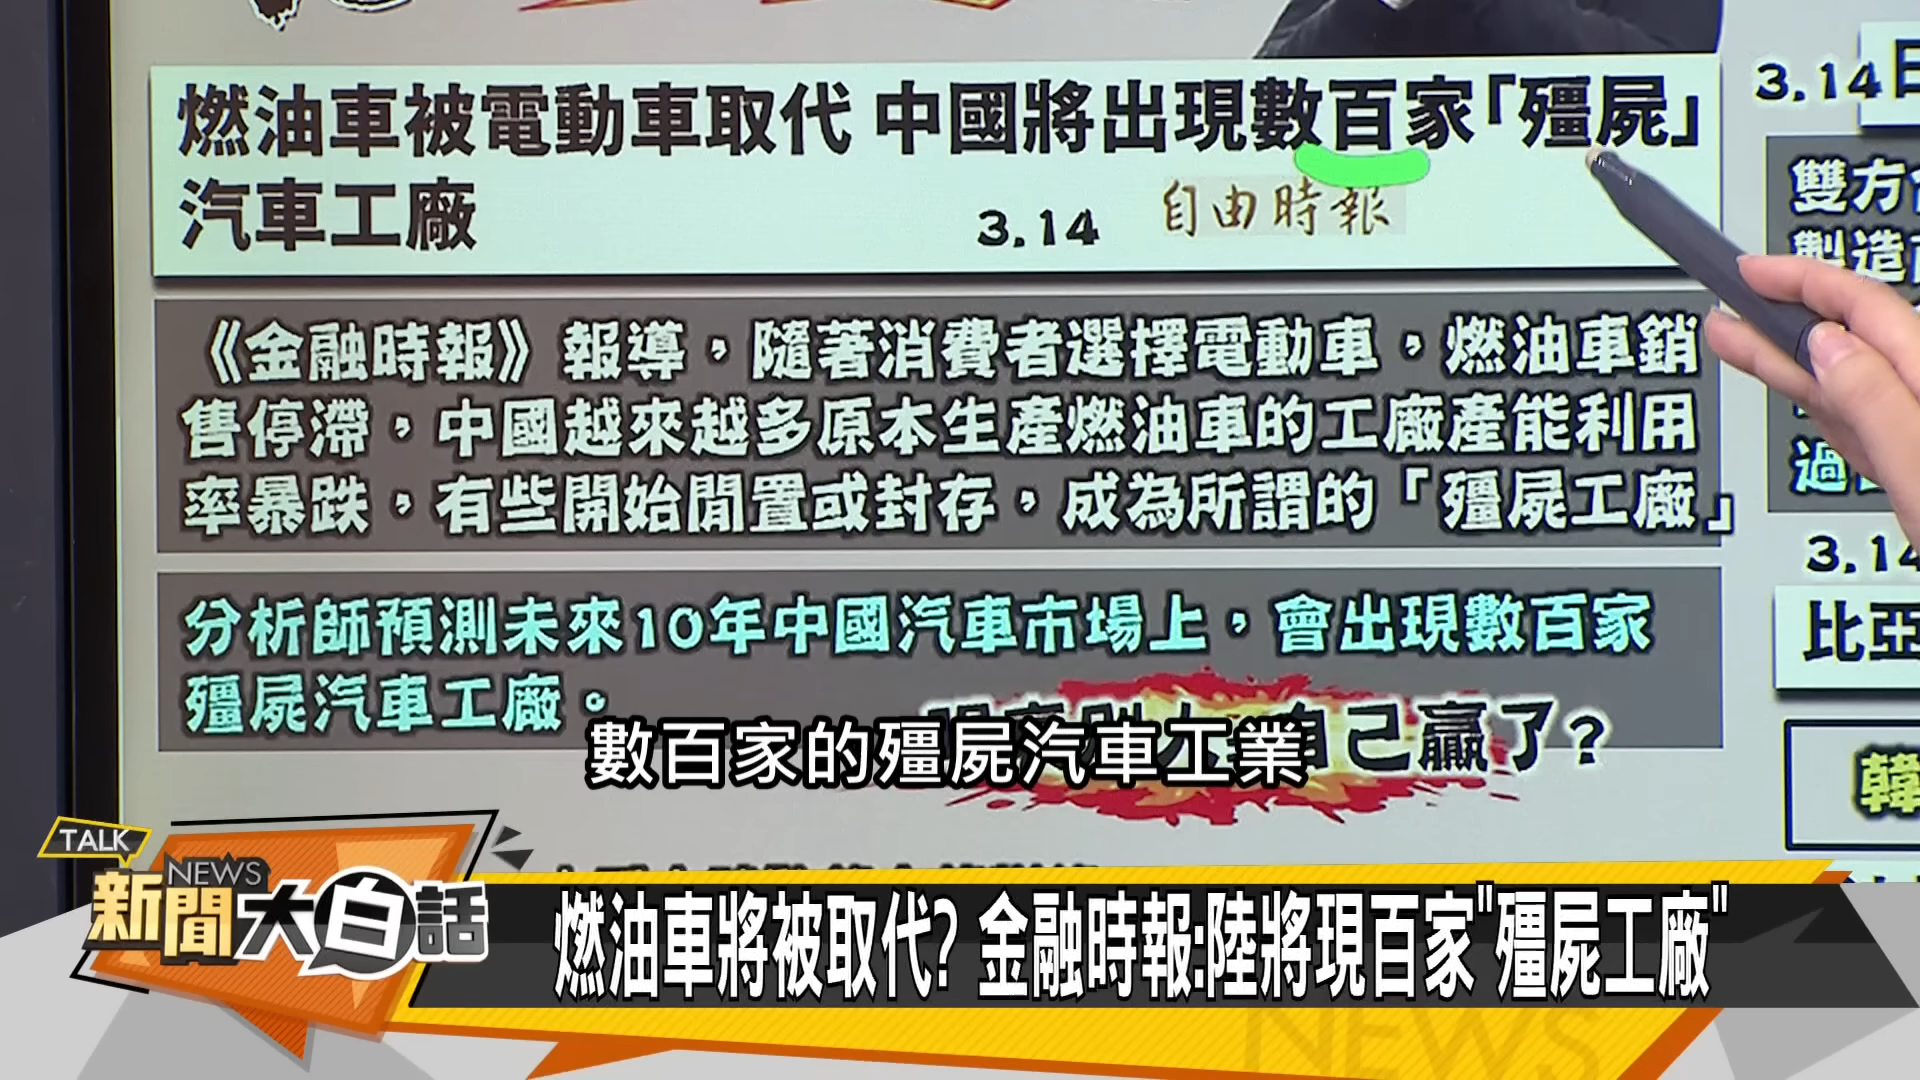 燃油車被電動車取代 中國將出現數百家「殭屍」
汽車工廠
3.14 自由時報
《金融時報》報導，隨著消費者選擇電動車，燃油車銷
售停滯，中國越來越多原本生產燃油車的工廠產能利用
率暴跌，有些開始閒置或封存，成為所謂的「殭屍工廠」
分析師預測未來10年中國汽車市場上，會出現數百家
殭屍汽車工廠。
自己贏了？
數百家的殭屍汽車工業
3.14
雙方
製造
過
3.14
比亞
韓
TALK
NEWS
新聞大白話
燃油車將被取代? 金融時報:陸將現百家"殭屍工廠"
NEWS